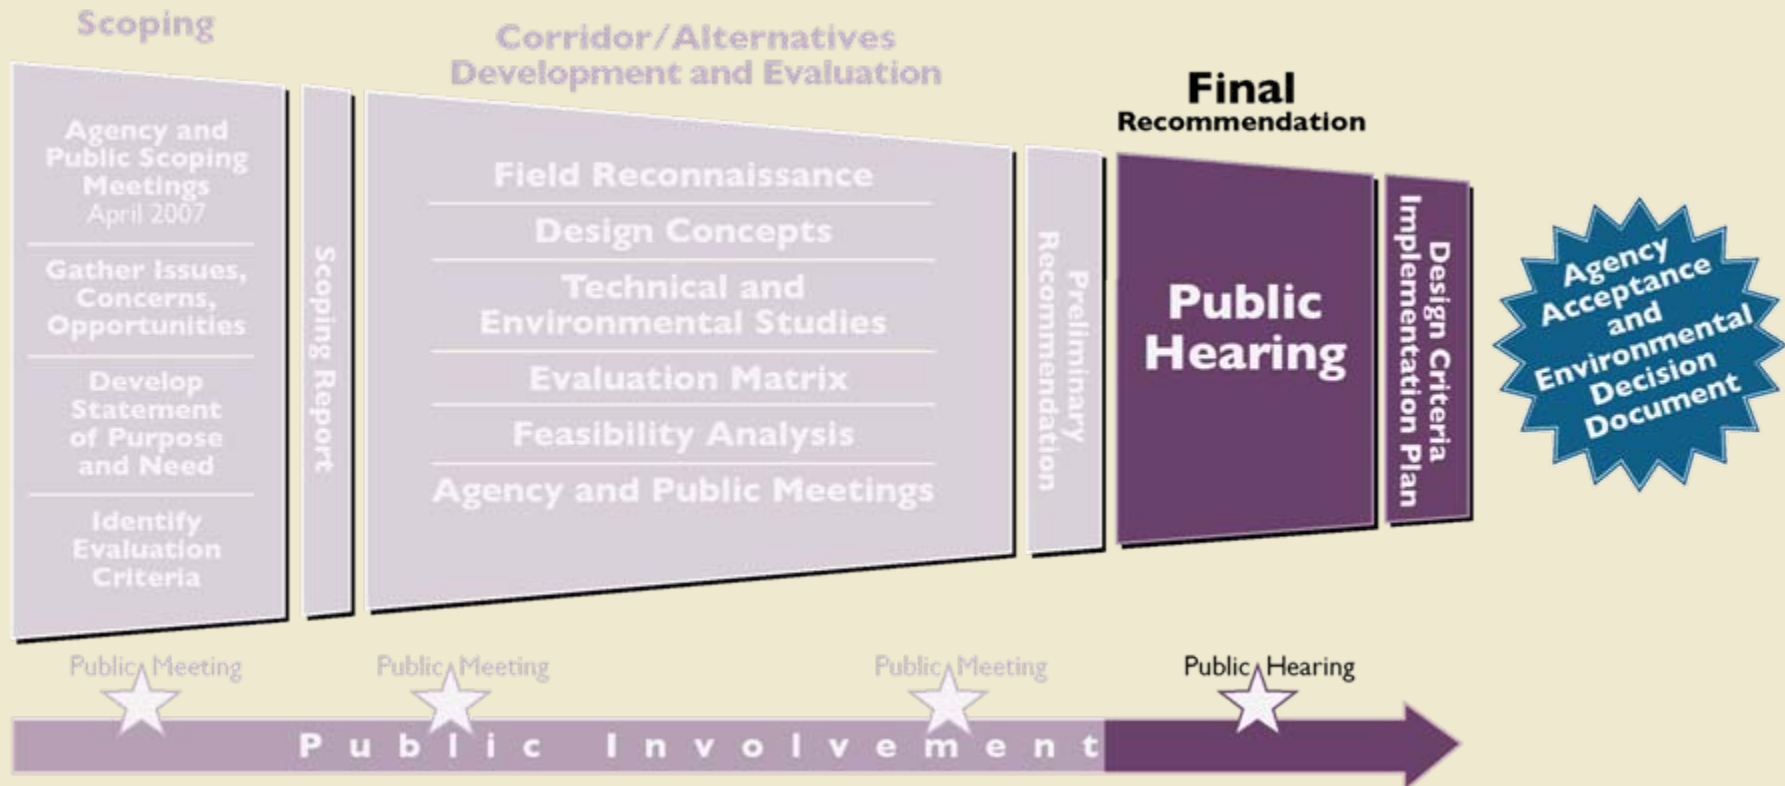 Scoping
Agency and
Public Scoping
Meetings
April 2007
Gather Issues,
Concerns,
Opportunities
Develop
Statement
of Purpose
and Need
Identify
Evaluation
Criteria
Scoping Report
Corridor/Alternatives
Development and Evaluation
Field Reconnaissance
Design Concepts
Technical and
Environmental Studies
Evaluation Matrix
Feasibility Analysis
Agency and Public Meetings
Preliminary
Recommendation
Final
Recommendation
Public
Hearing
Design Criteria
Implementation Plan
Agency
Acceptance
and
Environmental
Decision
Document
Public Meeting
Public Meeting
Public Meeting
Public Hearing
Public Involvement